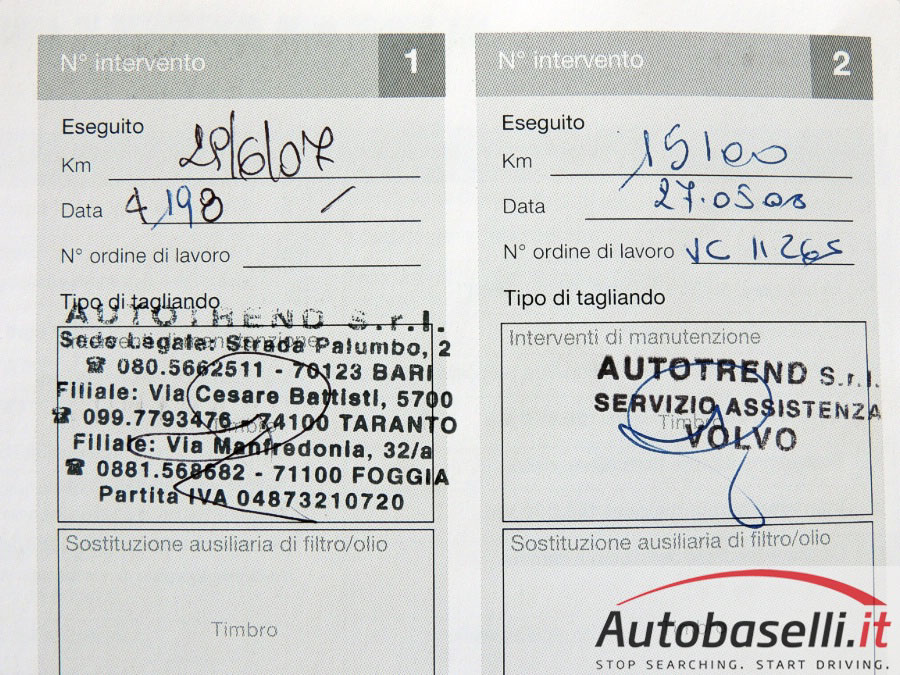 N° intervento 1
Eseguito
Km 29/6/07
Data 4198 /
N° ordine di lavoro
Tipo di tagliando
AUTOTREND S.r.l.
Sede Legale: Strada Palumbo, 2
☎ 080.5662511 - 70123 BARI
Filiale: Via Cesare Battisti, 5700
☎ 099.7793476 - 74100 TARANTO
Filiale: Via Manfredonia, 32/a
☎ 0881.568682 - 71100 FOGGIA
Partita IVA 04873210720
Sostituzione ausiliaria di filtro/olio
Timbro
N° intervento 2
Eseguito
Km 15100
Data 27.05.08
N° ordine di lavoro VC 11265
Tipo di tagliando
Interventi di manutenzione
AUTOTREND S.r.l.
SERVIZIO ASSISTENZA
Timbro
VOLVO
Sostituzione ausiliaria di filtro/olio
Autobaselli.it
STOP SEARCHING. START DRIVING.